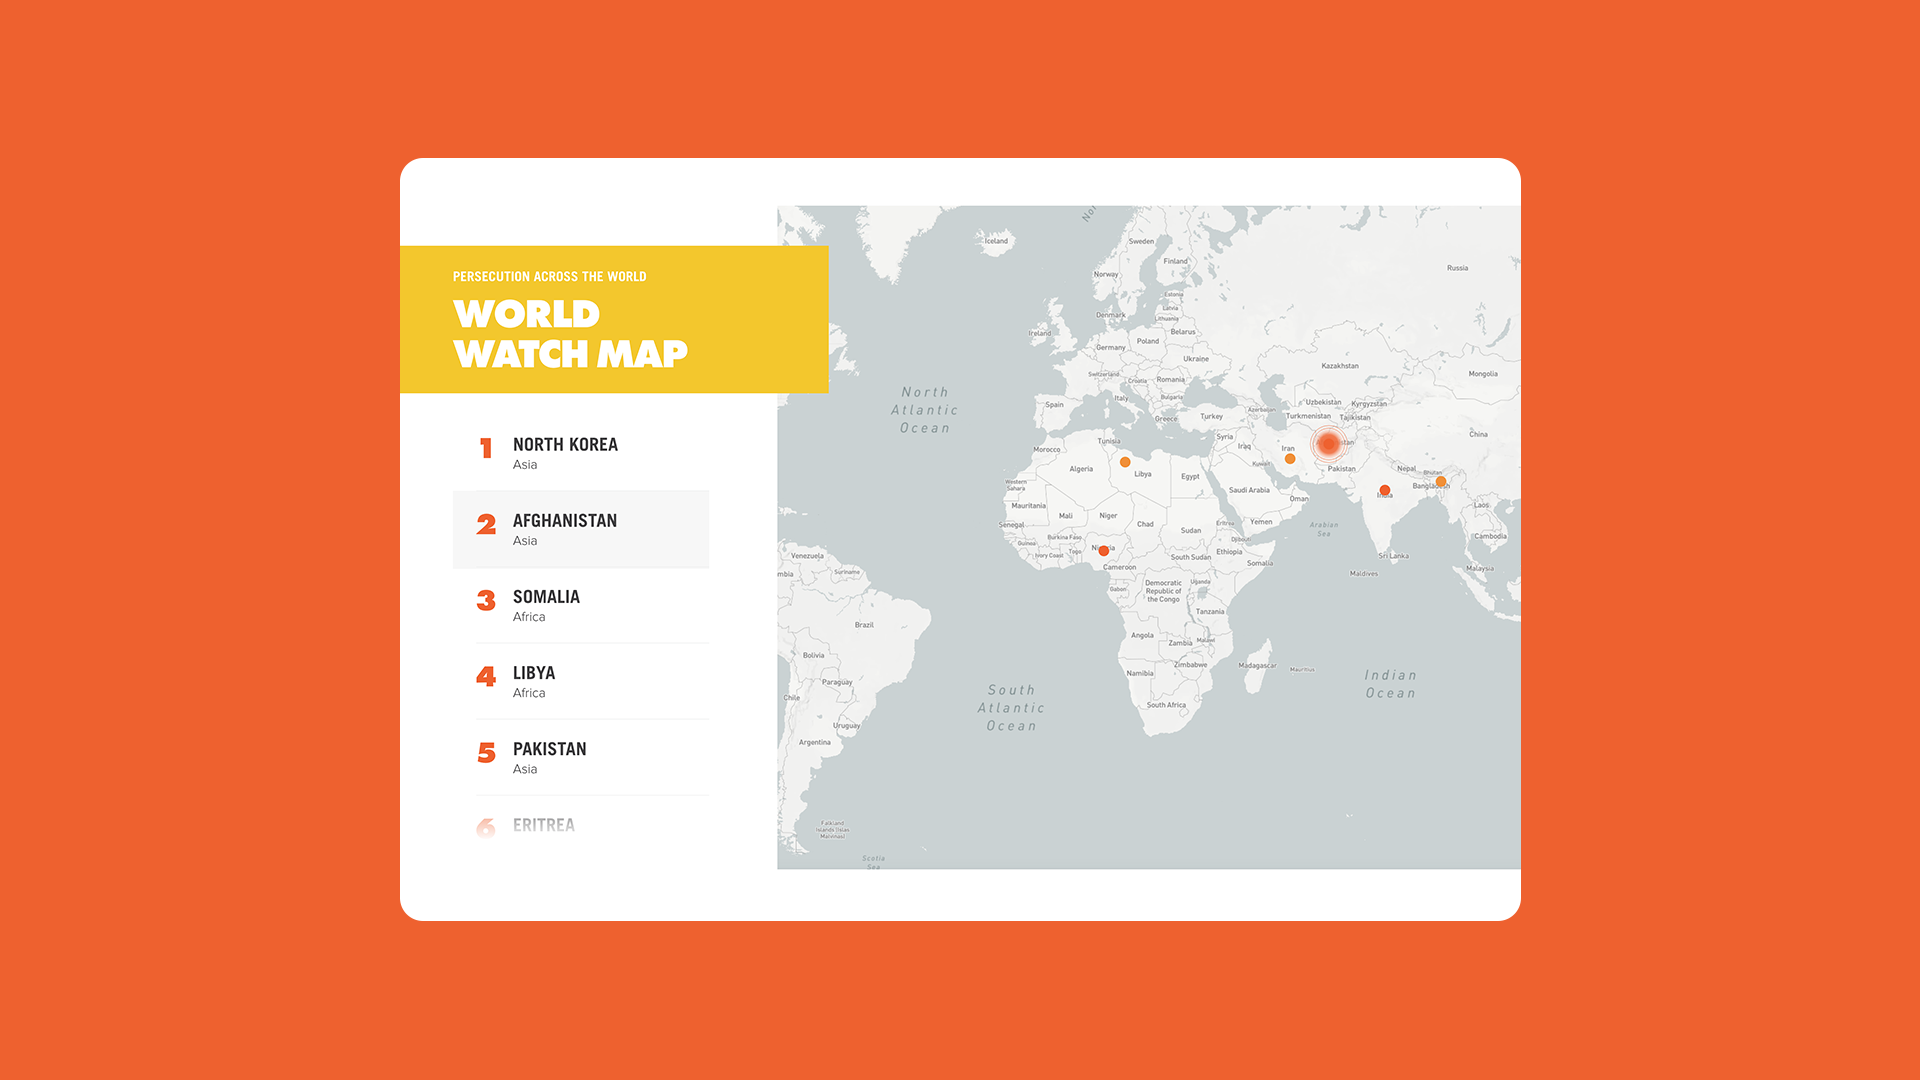 PERSECUTION ACROSS THE WORLD
WORLD
WATCH MAP
1 NORTH KOREA
Asia
2 AFGHANISTAN
Asia
3 SOMALIA
Africa
4 LIBYA
Africa
5 PAKISTAN
Asia
6 ERITREA
Iceland
Sweden
Finland
Norway
Russia
Estonia
Latvia
Lithuania
Denmark
Ireland
Belarus
Germany
Poland
Ukraine
Kazakhstan
Mongolia
Switzerland
Croatia
Romania
Bulgaria
Italy
Spain
Greece
Turkey
Azerbaijan
Uzbekistan
Kyrgyzstan
Turkmenistan
Tajikistan
North
Atlantic
Ocean
Tunisia
Syria
Iraq
Iran
China
Morocco
Algeria
Libya
Egypt
Kuwait
Pakistan
Nepal
Bhutan
Bangladesh
India
Western
Sahara
Saudi Arabia
Oman
Mauritania
Mali
Niger
Chad
Sudan
Eritrea
Yemen
Arabian
Sea
Laos
Senegal
Guinea
Burkina Faso
Ivory Coast
Togo
Djibouti
Cambodia
South Sudan
Ethiopia
Somalia
Sri Lanka
Maldives
Malaysia
Venezuela
mbia
Suriname
Cameroon
Gabon
Democratic
Republic of
the Congo
Uganda
Tanzania
Brazil
Angola
Zambia
Malawi
Bolivia
Zimbabwe
Madagascar
Mauritius
Namibia
Paraguay
Chile
South Africa
Indian
Ocean
South
Atlantic
Ocean
Uruguay
Argentina
Falkland
Islands (Islas
Malvinas)
Scotia
Sea